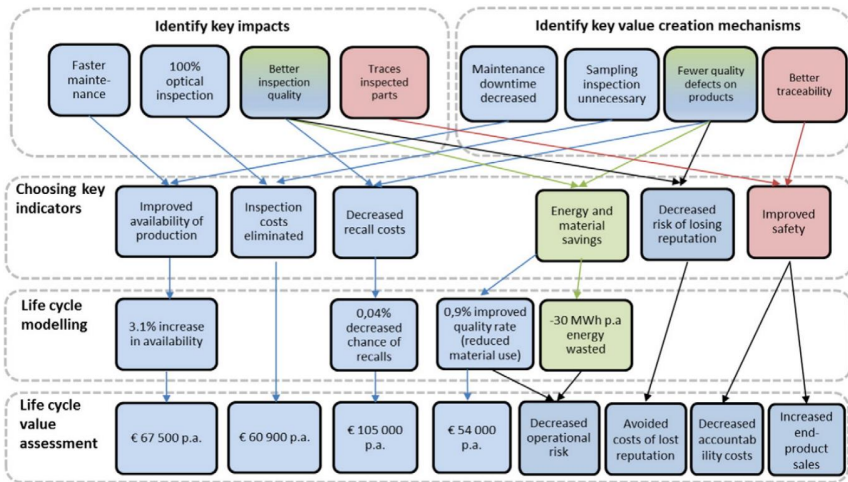 Identify key impacts
Identify key value creation mechanisms
Faster
mainte-
nance
100%
optical
inspection
Better
inspection
quality
Traces
inspected
parts
Maintenance
downtime
decreased
Sampling
inspection
unnecessary
Fewer quality
defects on
products
Better
traceability
Choosing key
indicators
Improved
availability of
production
Inspection
costs
eliminated
Decreased
recall costs
Energy and
material
savings
Decreased
risk of losing
reputation
Improved
safety
Life cycle
modelling
3.1% increase
in availability
0,04%
decreased
chance of
recalls
0,9% improved
quality rate
(reduced
material use)
-30 MWh p.a
energy
wasted
Life cycle
value
assessment
€ 67 500 p.a.
€ 60 900 p.a.
€ 105 000
p.a.
€ 54 000
p.a.
Decreased
operational
risk
Avoided
costs of lost
reputation
Decreased
accountab
ility costs
Increased
end-
product
sales